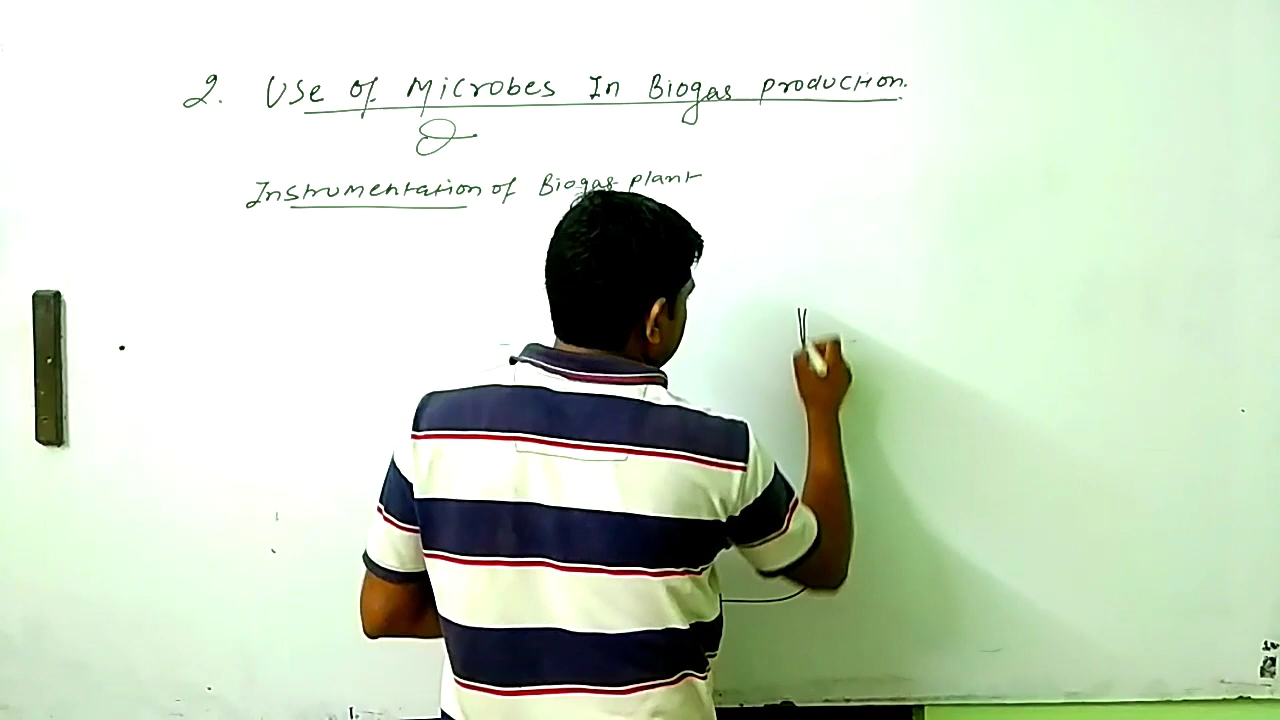 2. Use of Microbes In Biogas Production.
Instrumentation of Biogas plant